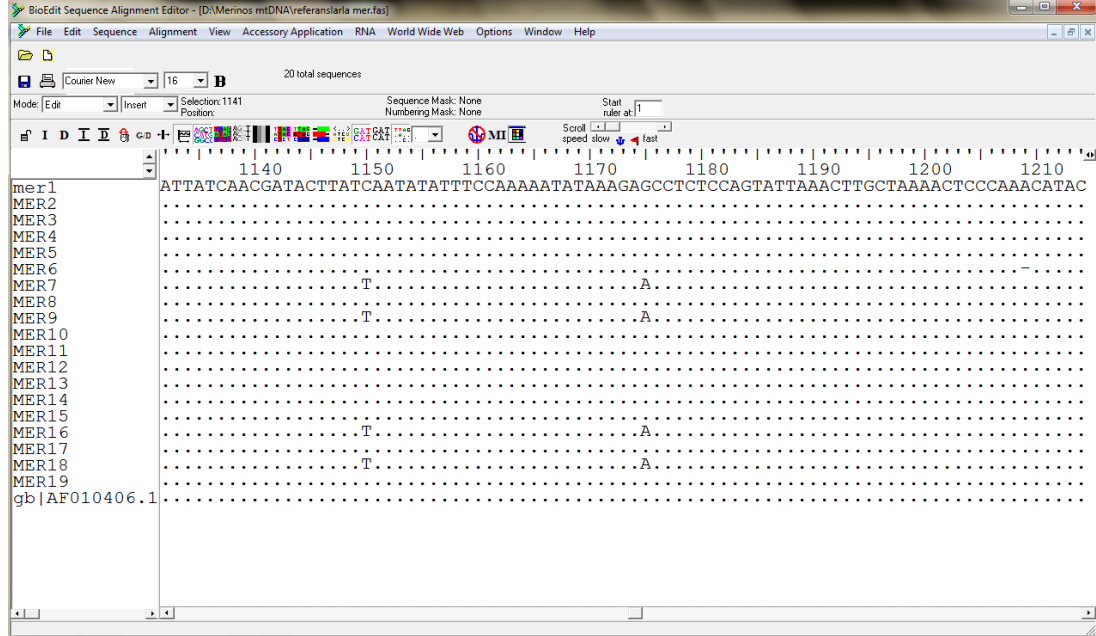 BioEdit Sequence Alignment Editor - [D:\Merinos mtDNA\referanslarla mer.fas]
File Edit Sequence Alignment View Accessory Application RNA World Wide Web Options Window Help
Courier New 16 B 20 total sequences
Mode: Edit Insert Selection: 1141 Position: Sequence Mask: None Numbering Mask: None Start ruler at: 1
I D I D G/D MI Scroll speed slow fast
1140 1150 1160 1170 1180 1190 1200 1210
mer1 ATTATCAACGATACTTATCAATATATTTCCAAAAATATAAAGAGCCTCTCCAGTATTAAACTTGCTAAAACTCCCAAACATAC
MER2 ...................................................................................
MER3 ...................................................................................
MER4 ...................................................................................
MER5 ...................................................................................
MER6 .............................................................................-.....
MER7 ..................T........................A.......................................
MER8 ...................................................................................
MER9 ..................T........................A.......................................
MER10 ...................................................................................
MER11 ...................................................................................
MER12 ...................................................................................
MER13 ...................................................................................
MER14 ...................................................................................
MER15 ...................................................................................
MER16 ..................T........................A.......................................
MER17 ...................................................................................
MER18 ..................T........................A.......................................
MER19 ...................................................................................
gb|AF010406.1 ...................................................................................